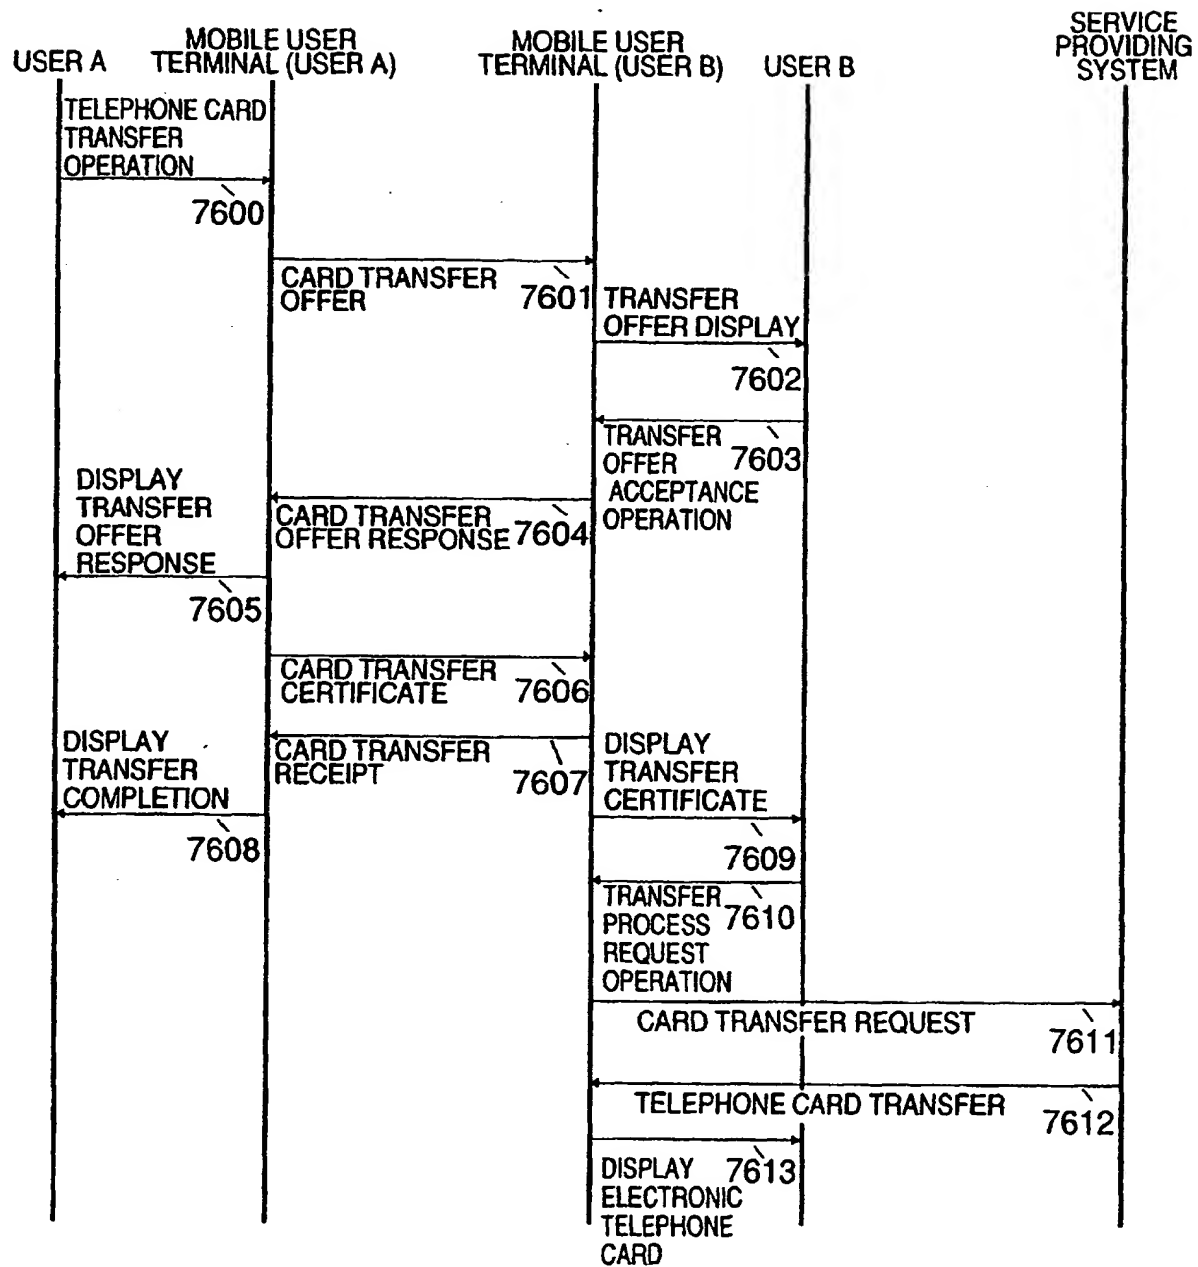 USER A
MOBILE USER
TERMINAL (USER A)
MOBILE USER
TERMINAL (USER B)
USER B
SERVICE
PROVIDING
SYSTEM
TELEPHONE CARD
TRANSFER
OPERATION
7600
CARD TRANSFER
OFFER
7601
TRANSFER
OFFER DISPLAY
7602
TRANSFER
OFFER
ACCEPTANCE
OPERATION
7603
CARD TRANSFER
OFFER RESPONSE
7604
DISPLAY
TRANSFER
OFFER
RESPONSE
7605
CARD TRANSFER
CERTIFICATE
7606
CARD TRANSFER
RECEIPT
7607
DISPLAY
TRANSFER
COMPLETION
7608
DISPLAY
TRANSFER
CERTIFICATE
7609
TRANSFER
PROCESS
REQUEST
OPERATION
7610
CARD TRANSFER REQUEST
7611
TELEPHONE CARD TRANSFER
7612
DISPLAY
ELECTRONIC
TELEPHONE
CARD
7613